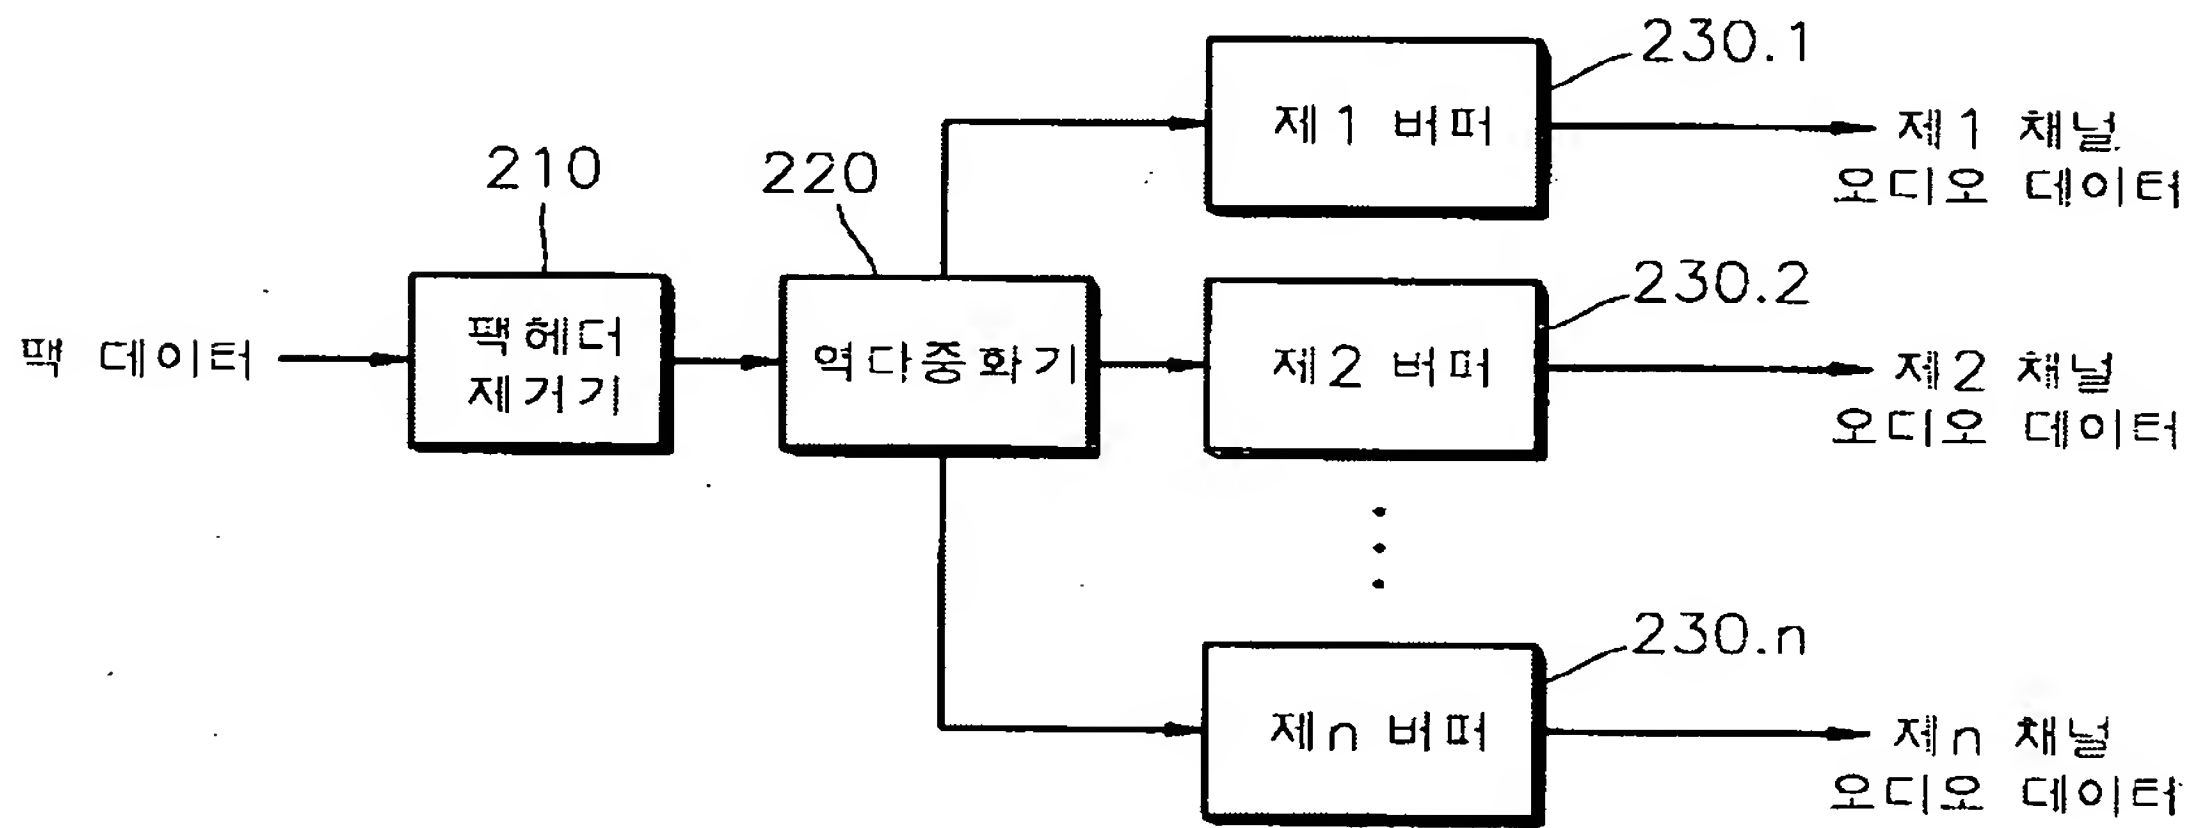 230.1
제1 버퍼
제1 채널
오디오 데이터
210
220
230.2
팩 데이터
팩헤더
제거기
역다중화기
제2 버퍼
제2 채널
오디오 데이터
230.n
제n 버퍼
제n 채널
오디오 데이터